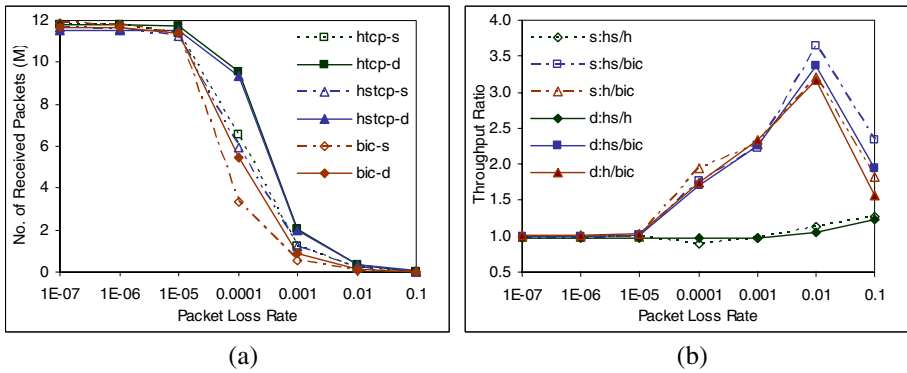 12
10
8
6
4
2
0
No. of Received Packets (M)
htcp-s
htcp-d
hstcp-s
hstcp-d
bic-s
bic-d
1E-07 1E-06 1E-05 0.0001 0.001 0.01 0.1
Packet Loss Rate
(a)
4.0
3.5
3.0
2.5
2.0
1.5
1.0
0.5
0.0
Throughput Ratio
s:hs/h
s:hs/bic
s:h/bic
d:hs/h
d:hs/bic
d:h/bic
1E-07 1E-06 1E-05 0.0001 0.001 0.01 0.1
Packet Loss Rate
(b)